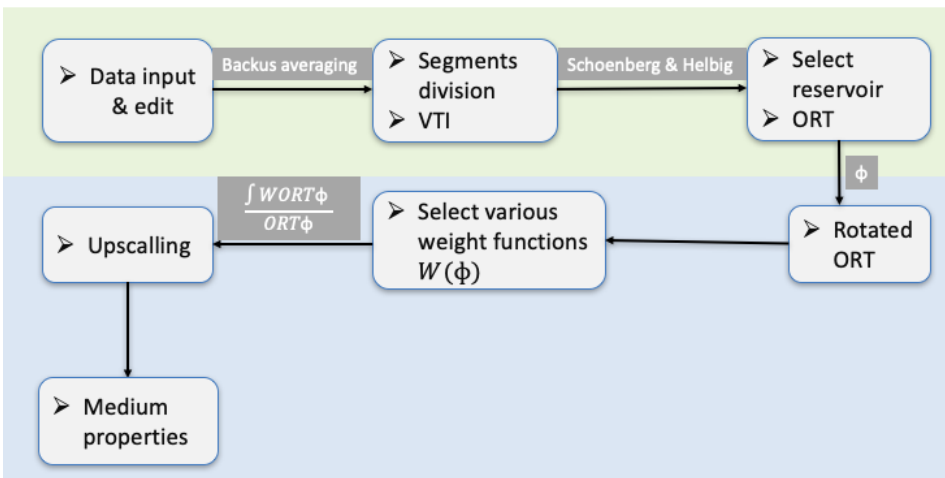 ➢ Data input
& edit
Backus averaging
➢ Segments
division
➢ VTI
Schoenberg & Helbig
➢ Select
reservoir
➢ ORT
ϕ
➢ Rotated
ORT
➢ Select various
weight functions
W(ϕ)
∫ WORTϕ
ORTϕ
➢ Upscalling
➢ Medium
properties